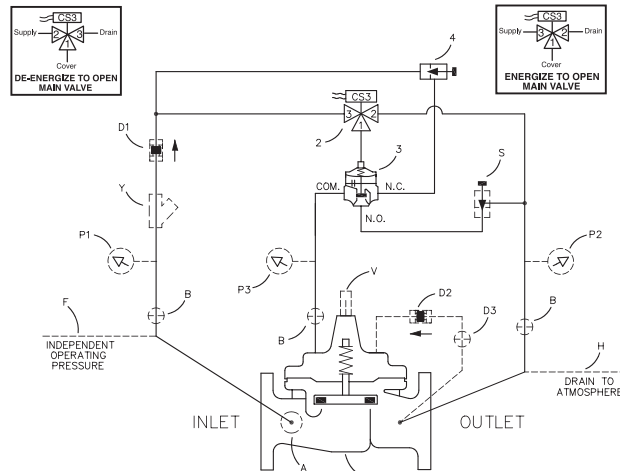 CS3
Supply
2
3
Drain
1
Cover
DE-ENERGIZE TO OPEN
MAIN VALVE
CS3
Supply
2
3
Drain
1
Cover
ENERGIZE TO OPEN
MAIN VALVE
4
CS3
3
2
1
2
D1
3
S
COM.
N.C.
Y
N.O.
P1
P3
P2
V
D2
D3
F
B
B
B
H
INDEPENDENT
OPERATING
PRESSURE
DRAIN TO
ATMOSPHERE
INLET
OUTLET
A